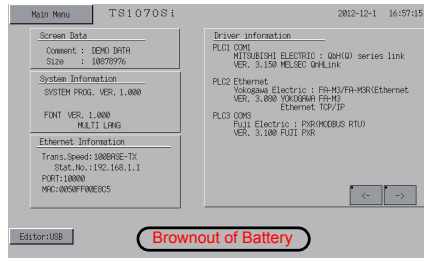 Main Menu TS1070Si 2012-12-1 16:57:15
Screen Data
Comment : DEMO DATA
Size : 10878976
System Information
SYSTEM PROG. VER. 1.000
FONT VER. 1.000
MULTI LANG
Ethernet Information
Trans.Speed:100BASE-TX
Stat.No.:192.168.1.1
PORT:10000
MAC:0050FF00E8C5
Driver information
PLC1 COM1
MITSUBISHI ELECTRIC : QbH(Q) series link
VER. 3.150 MELSEC QnHLink
PLC2 Ethernet
Yokogawa Electric : FA-M3/FA-M3R(Ethernet
VER. 3.080 YOKOGAWA FA-M3
Ethernet TCP/IP
PLC3 COM3
Fuji Electric : PXR(MODBUS RTU)
VER. 3.100 FUJI PXR
<- ->
Editor:USB
Brownout of Battery